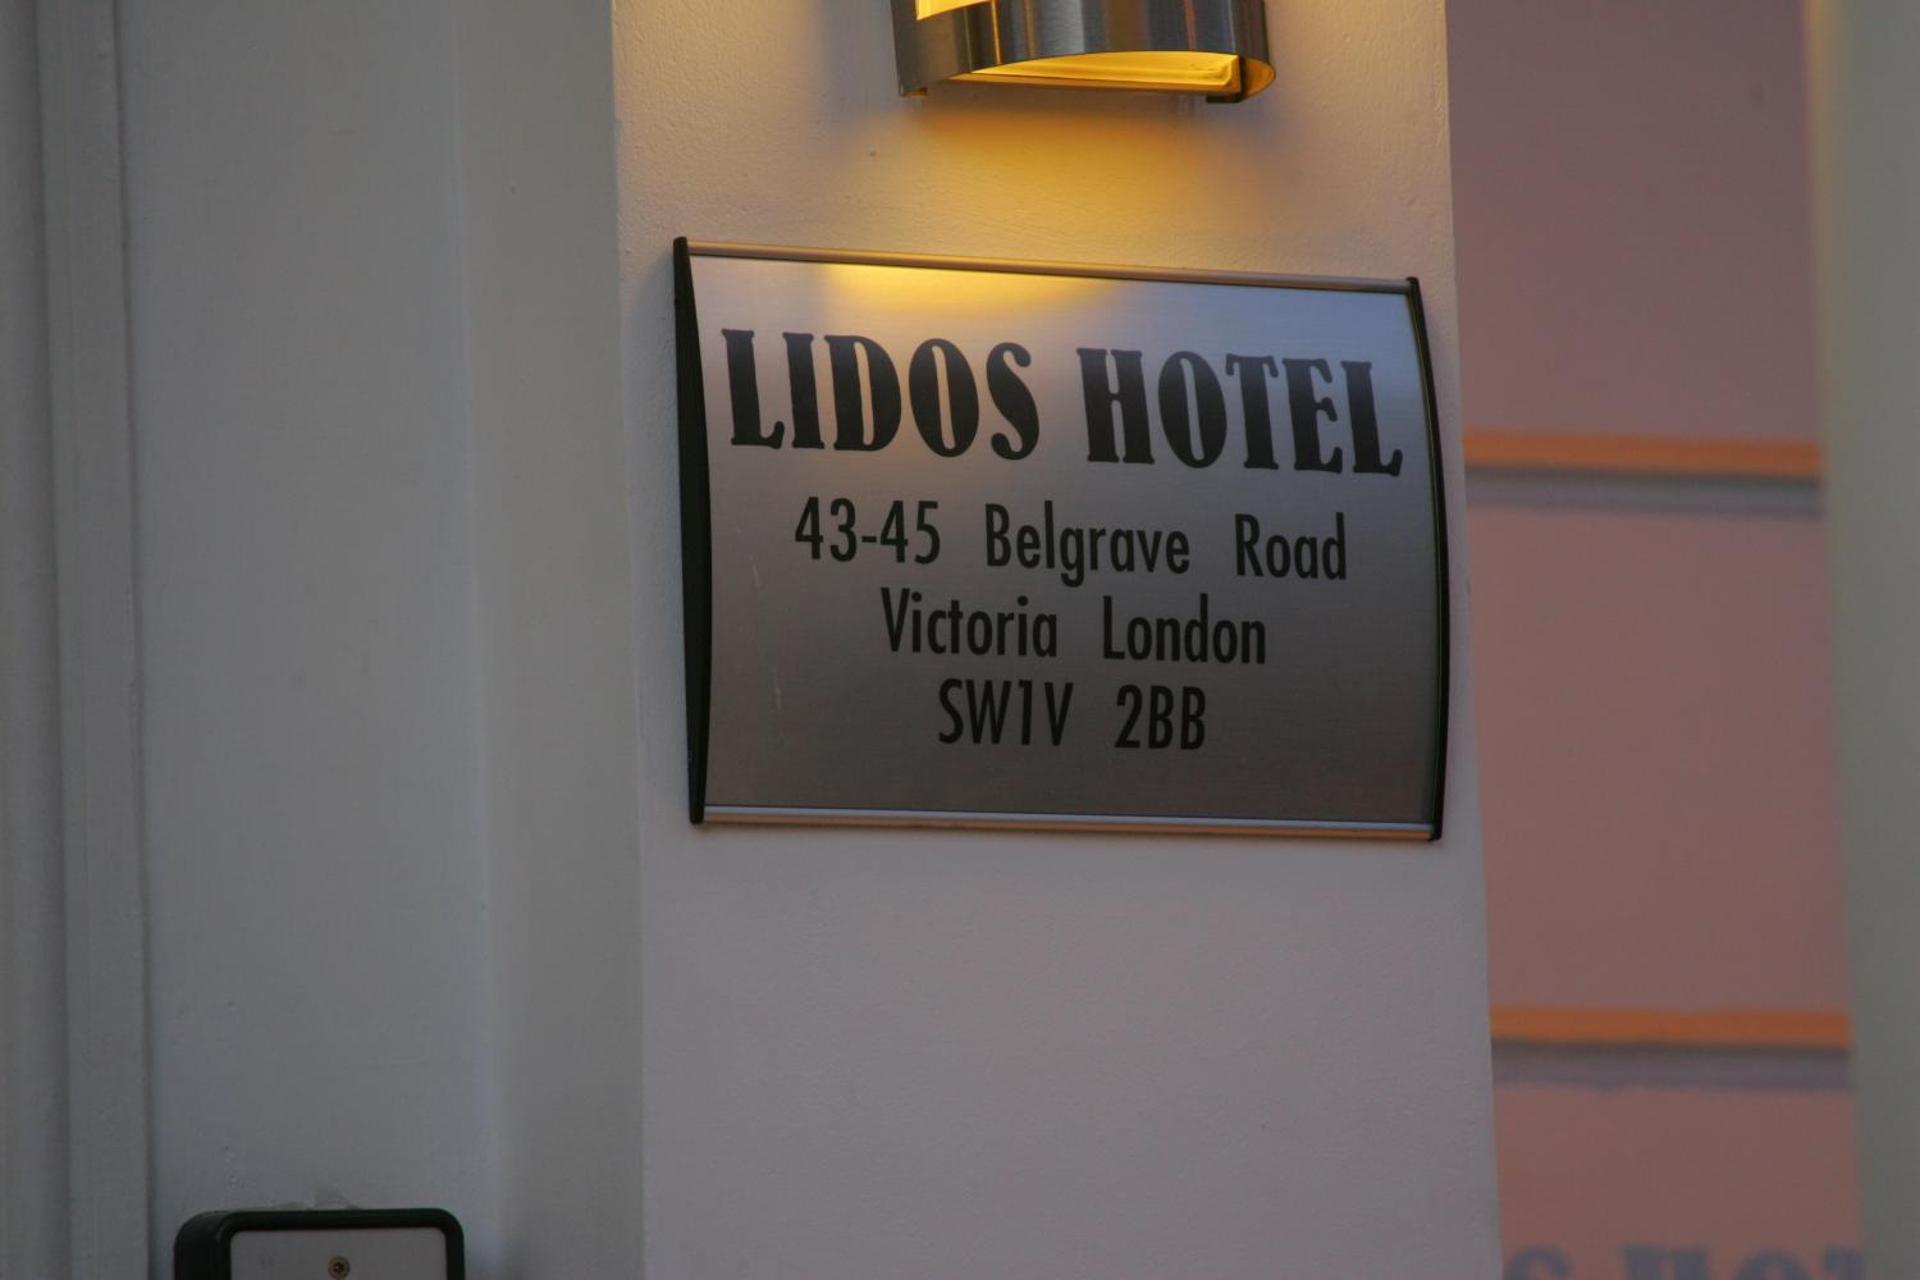 LIDOS HOTEL
43-45 Belgrave Road
Victoria London
SW1V 2BB